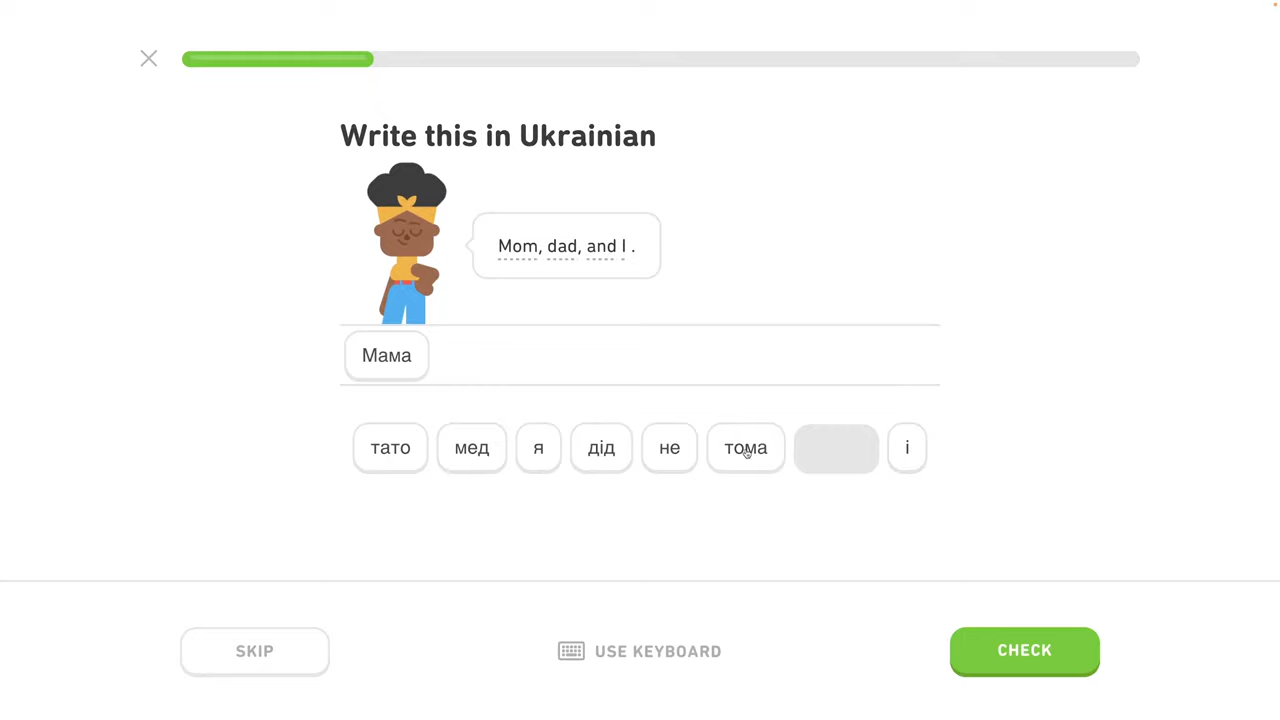 Write this in Ukrainian
Mom, dad, and I .
Мама
тато мед я дід не тома і
SKIP USE KEYBOARD CHECK